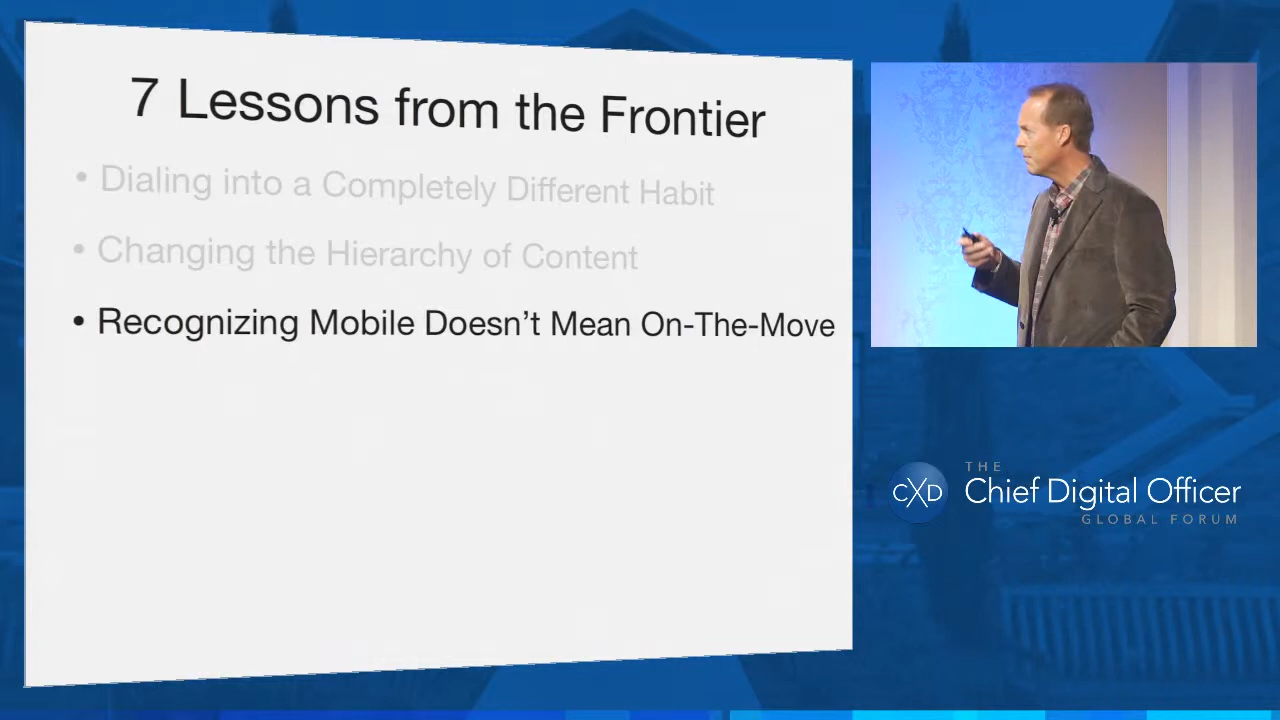 7 Lessons from the Frontier
• Dialing into a Completely Different Habit
• Changing the Hierarchy of Content
• Recognizing Mobile Doesn’t Mean On-The-Move
CXD
THE
Chief Digital Officer
GLOBAL FORUM